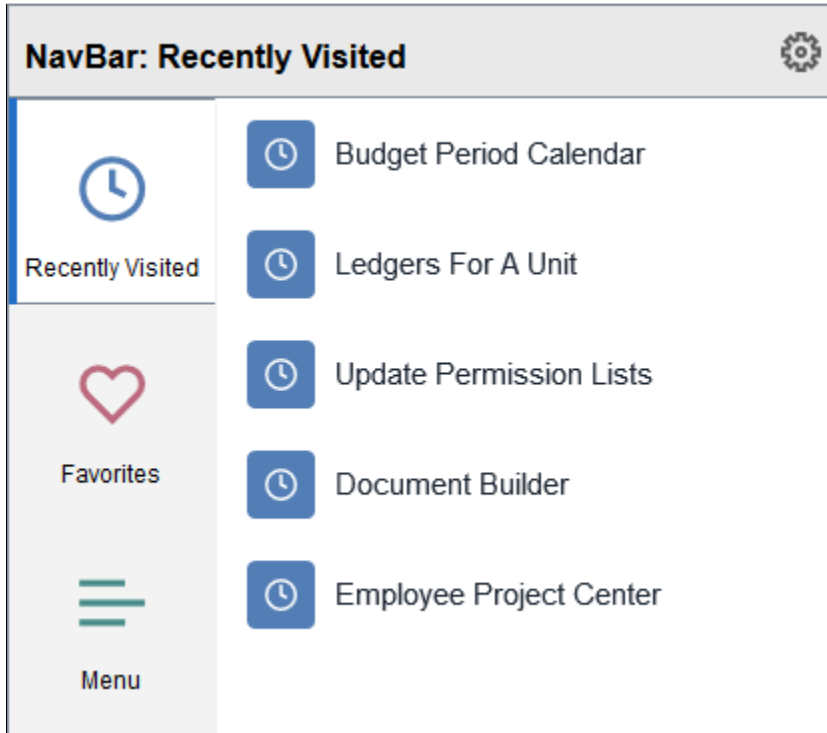 NavBar: Recently Visited
Recently Visited
Favorites
Menu
Budget Period Calendar
Ledgers For A Unit
Update Permission Lists
Document Builder
Employee Project Center